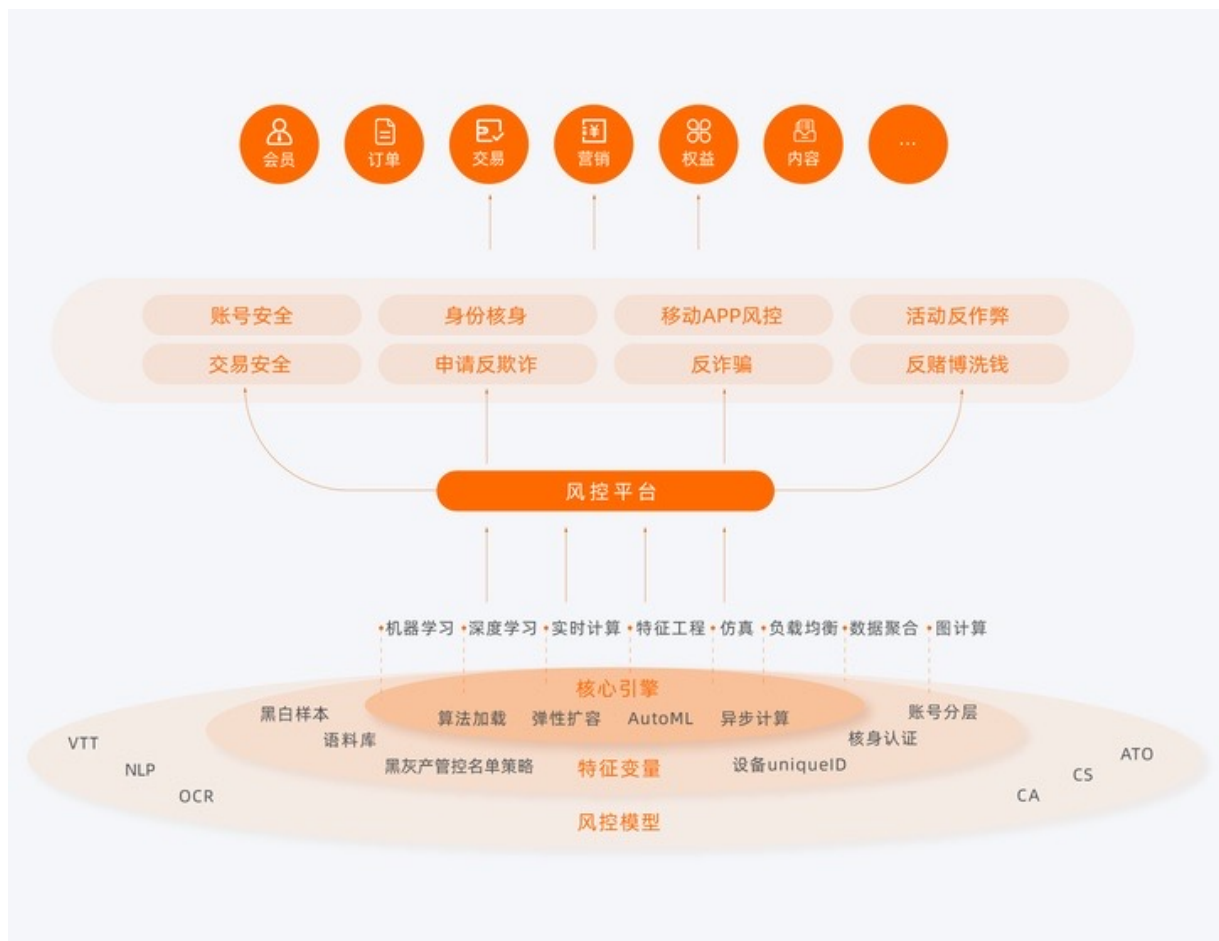 会员 订单 交易 营销 权益 内容 ...
账号安全 身份核身 移动APP风控 活动反作弊
交易安全 申请反欺诈 反诈骗 反赌博洗钱
风控平台
机器学习 深度学习 实时计算 特征工程 仿真 负载均衡 数据聚合 图计算
核心引擎
算法加载 弹性扩容 AutoML 异步计算
黑白样本 账号分层
语料库 核身认证
黑灰产管控名单策略 特征变量 设备uniqueID
VTT ATO
NLP CS
OCR CA
风控模型